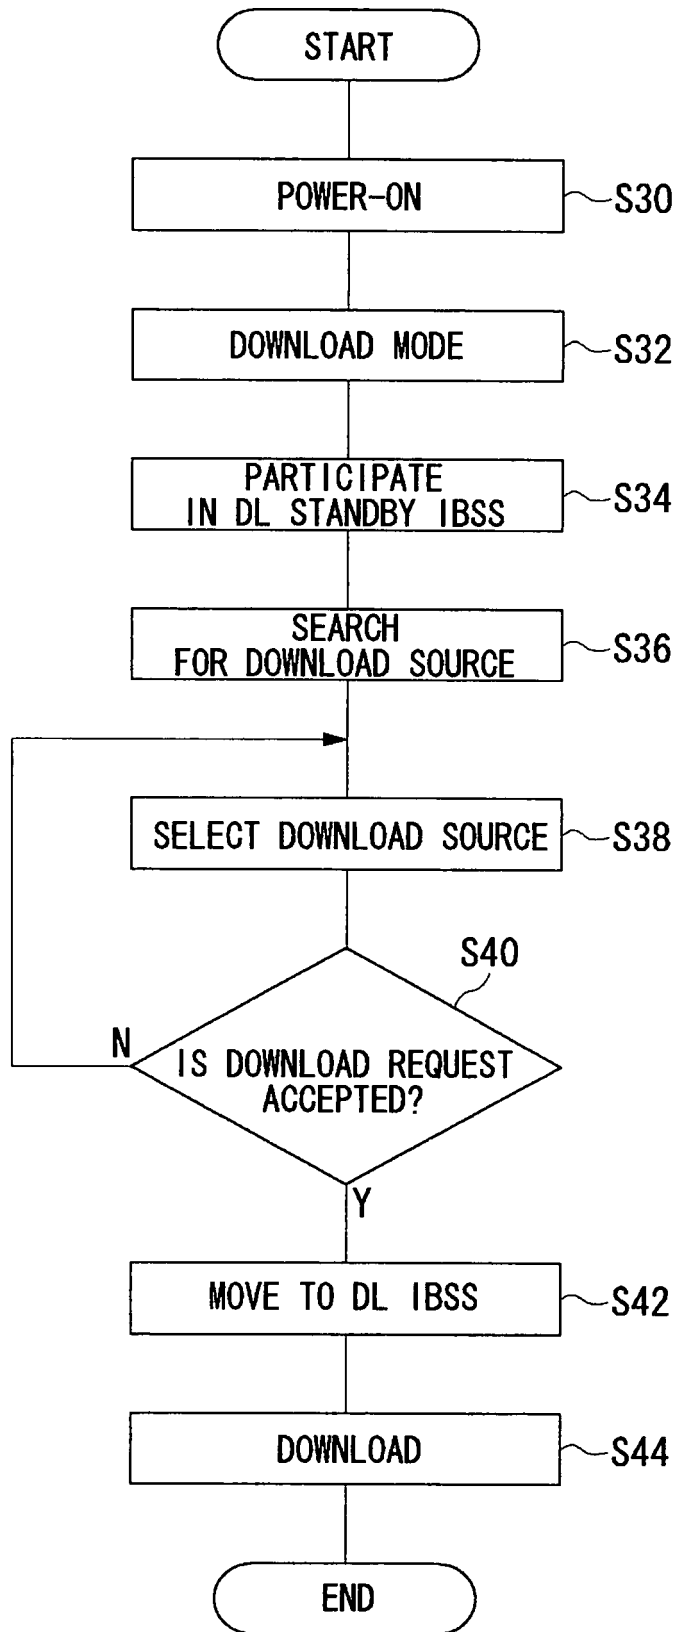 START
POWER-ON
S30
DOWNLOAD MODE
S32
PARTICIPATE
IN DL STANDBY IBSS
S34
SEARCH
FOR DOWNLOAD SOURCE
S36
SELECT DOWNLOAD SOURCE
S38
S40
N
IS DOWNLOAD REQUEST
ACCEPTED?
Y
MOVE TO DL IBSS
S42
DOWNLOAD
S44
END